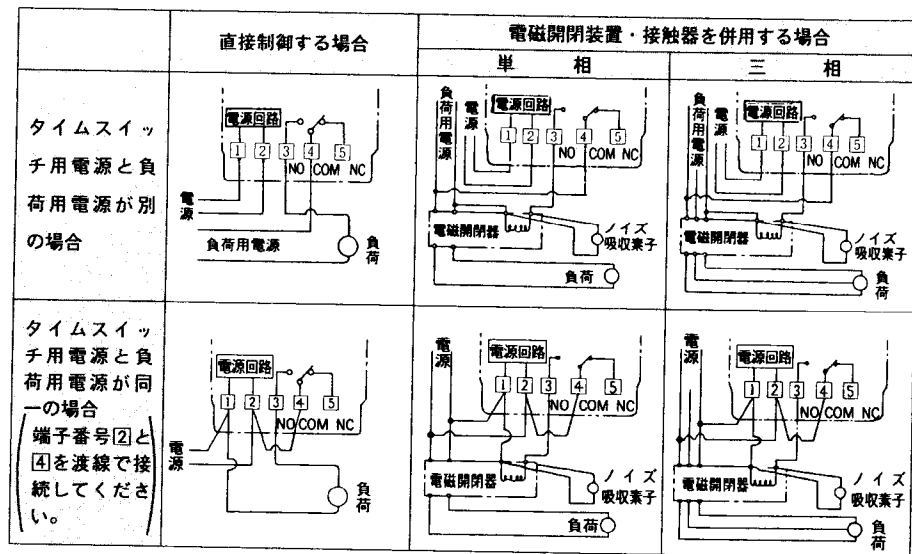 直接制御する場合
電磁開閉装置・接触器を併用する場合
単 相
三 相
タイムスイッ
チ用電源と負
荷用電源が別
の場合
電源回路
1 2 3 4 5
NO COM NC
電源
負荷用電源
負荷
負荷用電源
電源
電源回路
1 2 3 4 5
NO COM NC
電磁開閉器
ノイズ
吸収素子
負荷
負荷用電源
電源
電源回路
1 2 3 4 5
NO COM NC
電磁開閉器
ノイズ
吸収素子
負荷
タイムスイッ
チ用電源と負
荷用電源が同
一の場合
端子番号2と
4を渡線で接
続してくださ
い。
電源回路
1 2 3 4 5
NO COM NC
電源
負荷
電源
電源回路
1 2 3 4 5
NO COM NC
電磁開閉器
ノイズ
吸収素子
負荷
電源
電源回路
1 2 3 4 5
NO COM NC
電磁開閉器
ノイズ
吸収素子
負荷